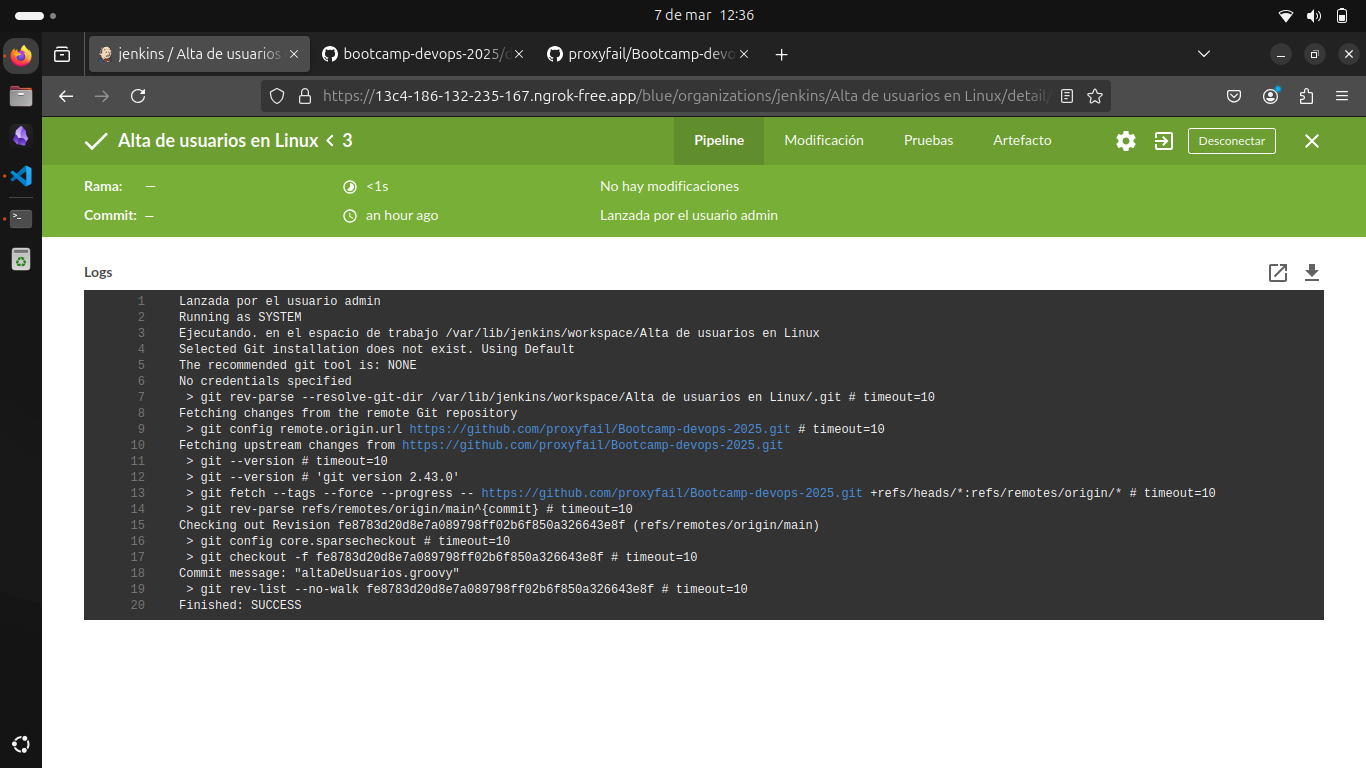 7 de mar 12:36
jenkins / Alta de usuarios
bootcamp-devops-2025/
proxyfail/Bootcamp-devo
https://13c4-186-132-235-167.ngrok-free.app/blue/organizations/jenkins/Alta de usuarios en Linux/detail/
Alta de usuarios en Linux < 3
Pipeline
Modificación
Pruebas
Artefacto
Desconectar
Rama: —
<1s
No hay modificaciones
Commit: —
an hour ago
Lanzada por el usuario admin
Logs
1 Lanzada por el usuario admin
2 Running as SYSTEM
3 Ejecutando. en el espacio de trabajo /var/lib/jenkins/workspace/Alta de usuarios en Linux
4 Selected Git installation does not exist. Using Default
5 The recommended git tool is: NONE
6 No credentials specified
7 > git rev-parse --resolve-git-dir /var/lib/jenkins/workspace/Alta de usuarios en Linux/.git # timeout=10
8 Fetching changes from the remote Git repository
9 > git config remote.origin.url https://github.com/proxyfail/Bootcamp-devops-2025.git # timeout=10
10 Fetching upstream changes from https://github.com/proxyfail/Bootcamp-devops-2025.git
11 > git --version # timeout=10
12 > git --version # 'git version 2.43.0'
13 > git fetch --tags --force --progress -- https://github.com/proxyfail/Bootcamp-devops-2025.git +refs/heads/*:refs/remotes/origin/* # timeout=10
14 > git rev-parse refs/remotes/origin/main^{commit} # timeout=10
15 Checking out Revision fe8783d20d8e7a089798ff02b6f850a326643e8f (refs/remotes/origin/main)
16 > git config core.sparsecheckout # timeout=10
17 > git checkout -f fe8783d20d8e7a089798ff02b6f850a326643e8f # timeout=10
18 Commit message: "altaDeUsuarios.groovy"
19 > git rev-list --no-walk fe8783d20d8e7a089798ff02b6f850a326643e8f # timeout=10
20 Finished: SUCCESS